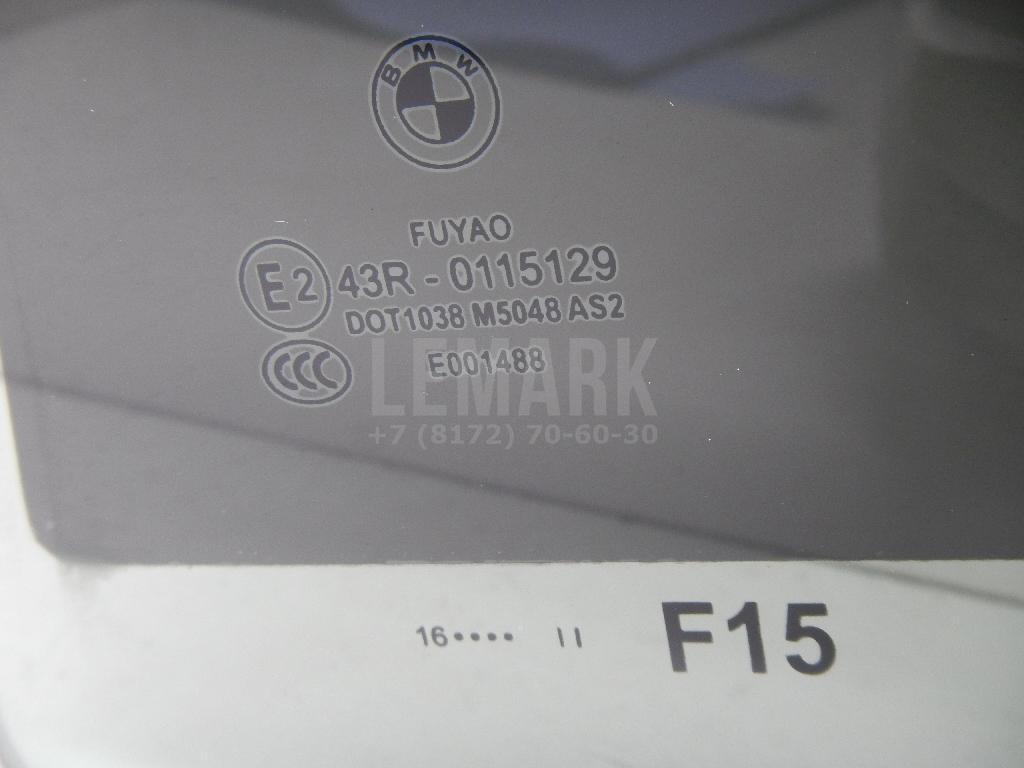 BMW
FUYAO
E2 43R - 0115129
DOT1038 M5048 AS2
E001488
CCC
LEMARK
+7 (8172) 70-60-30
16•••• II F15